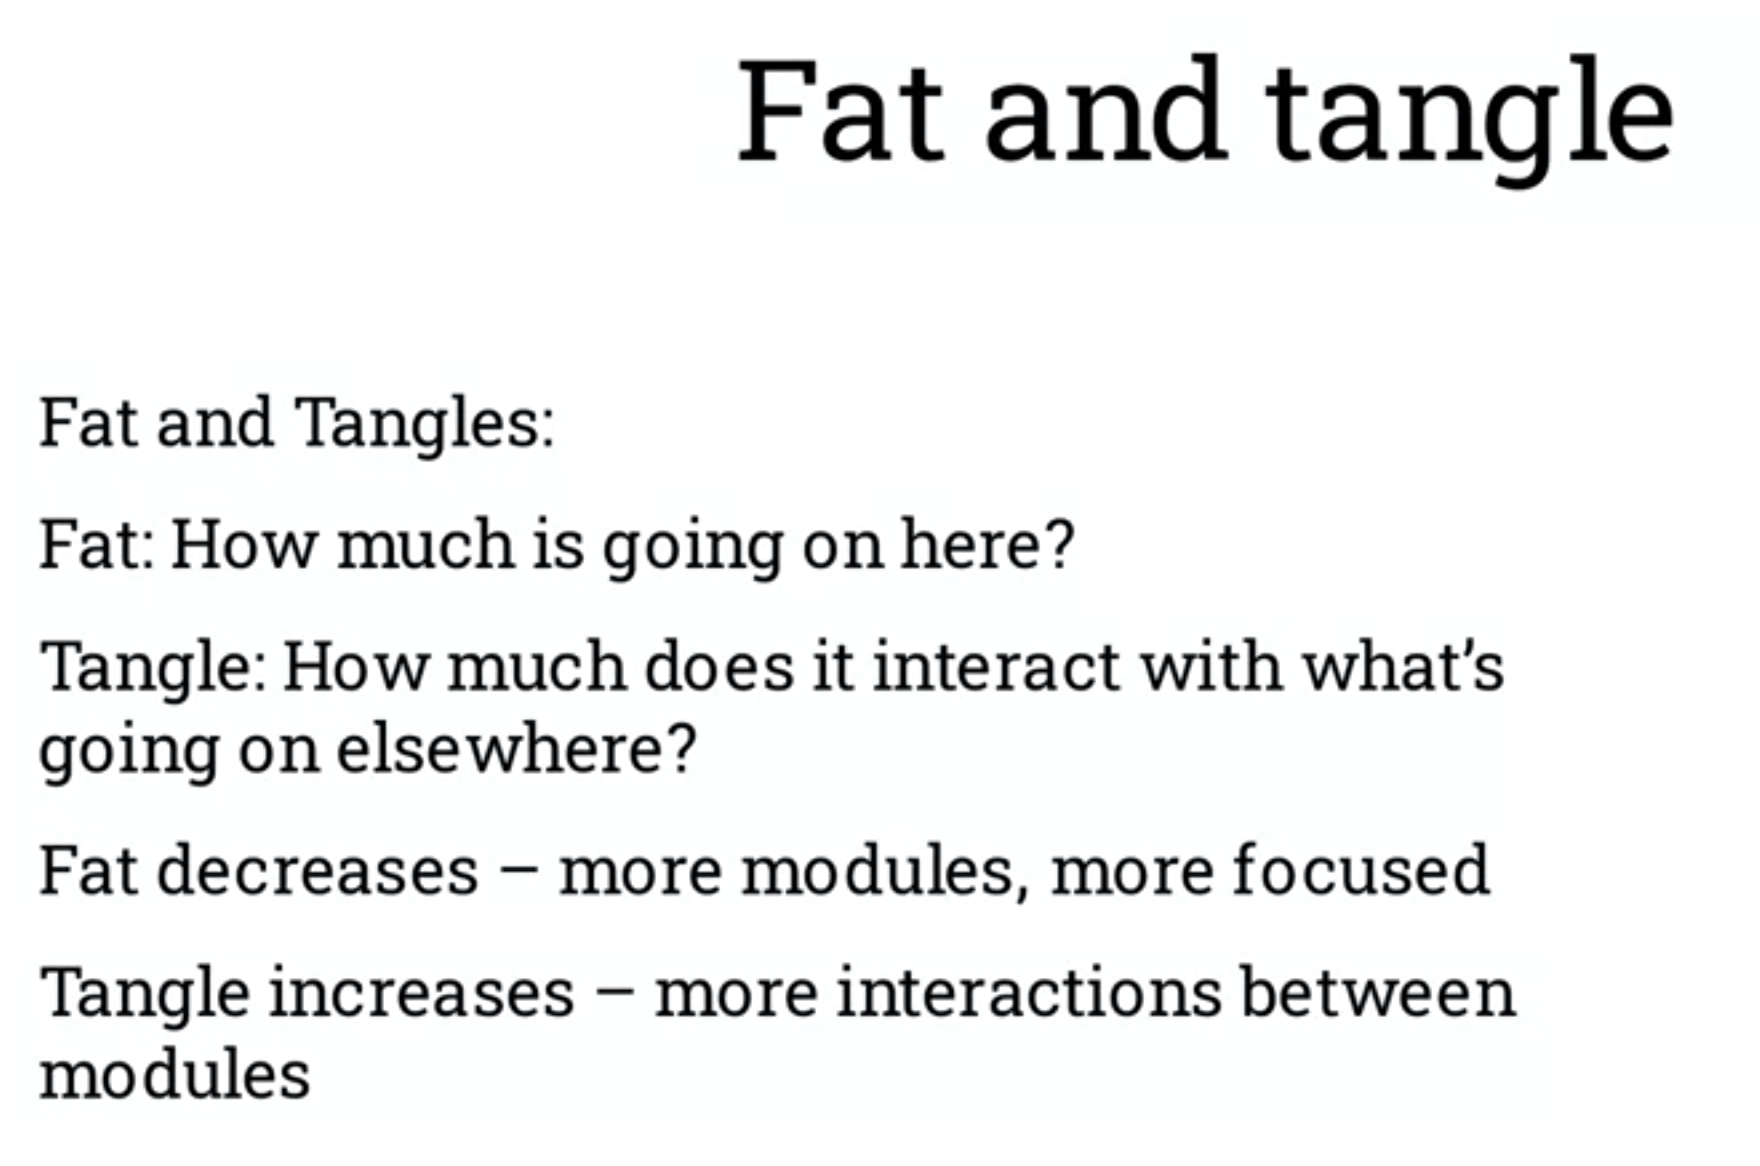 Fat and tangle
Fat and Tangles:
Fat: How much is going on here?
Tangle: How much does it interact with what’s
going on elsewhere?
Fat decreases – more modules, more focused
Tangle increases – more interactions between
modules